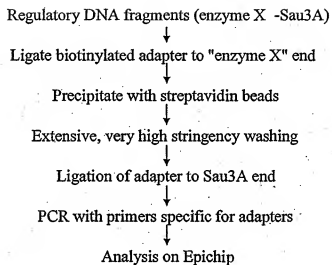 Regulatory DNA fragments (enzyme X -Sau3A)
Ligate biotinylated adapter to "enzyme X" end
Precipitate with streptavidin beads
Extensive, very high stringency washing
Ligation of adapter to Sau3A end
PCR with primers specific for adapters
Analysis on Epichip